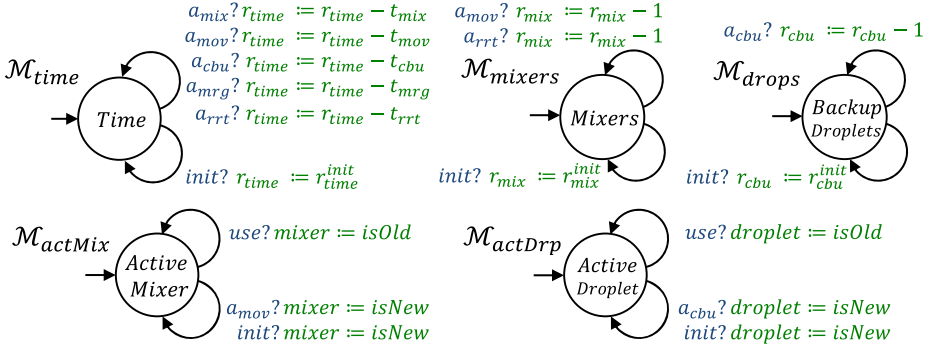 a_mix? r_time ≔ r_time − t_mix
a_mov? r_time ≔ r_time − t_mov
a_cbu? r_time ≔ r_time − t_cbu
a_mrg? r_time ≔ r_time − t_mrg
a_rrt? r_time ≔ r_time − t_rrt
ℳ_time
Time
init? r_time ≔ r_time^init
a_mov? r_mix ≔ r_mix − 1
a_rrt? r_mix ≔ r_mix − 1
ℳ_mixers
Mixers
init? r_mix ≔ r_mix^init
a_cbu? r_cbu ≔ r_cbu − 1
ℳ_drops
Backup
Droplets
init? r_cbu ≔ r_cbu^init
ℳ_actMix
use? mixer ≔ isOld
Active
Mixer
a_mov? mixer ≔ isNew
init? mixer ≔ isNew
ℳ_actDrp
use? droplet ≔ isOld
Active
Droplet
a_cbu? droplet ≔ isNew
init? droplet ≔ isNew